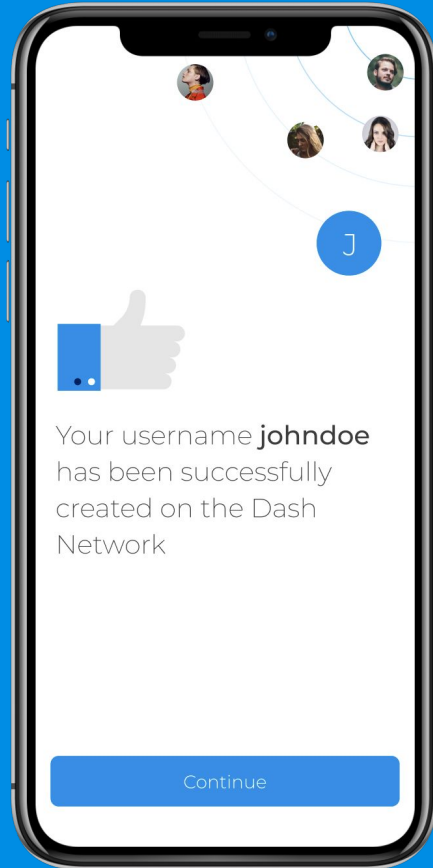 J
Your username johndoe
has been successfully
created on the Dash
Network
Continue